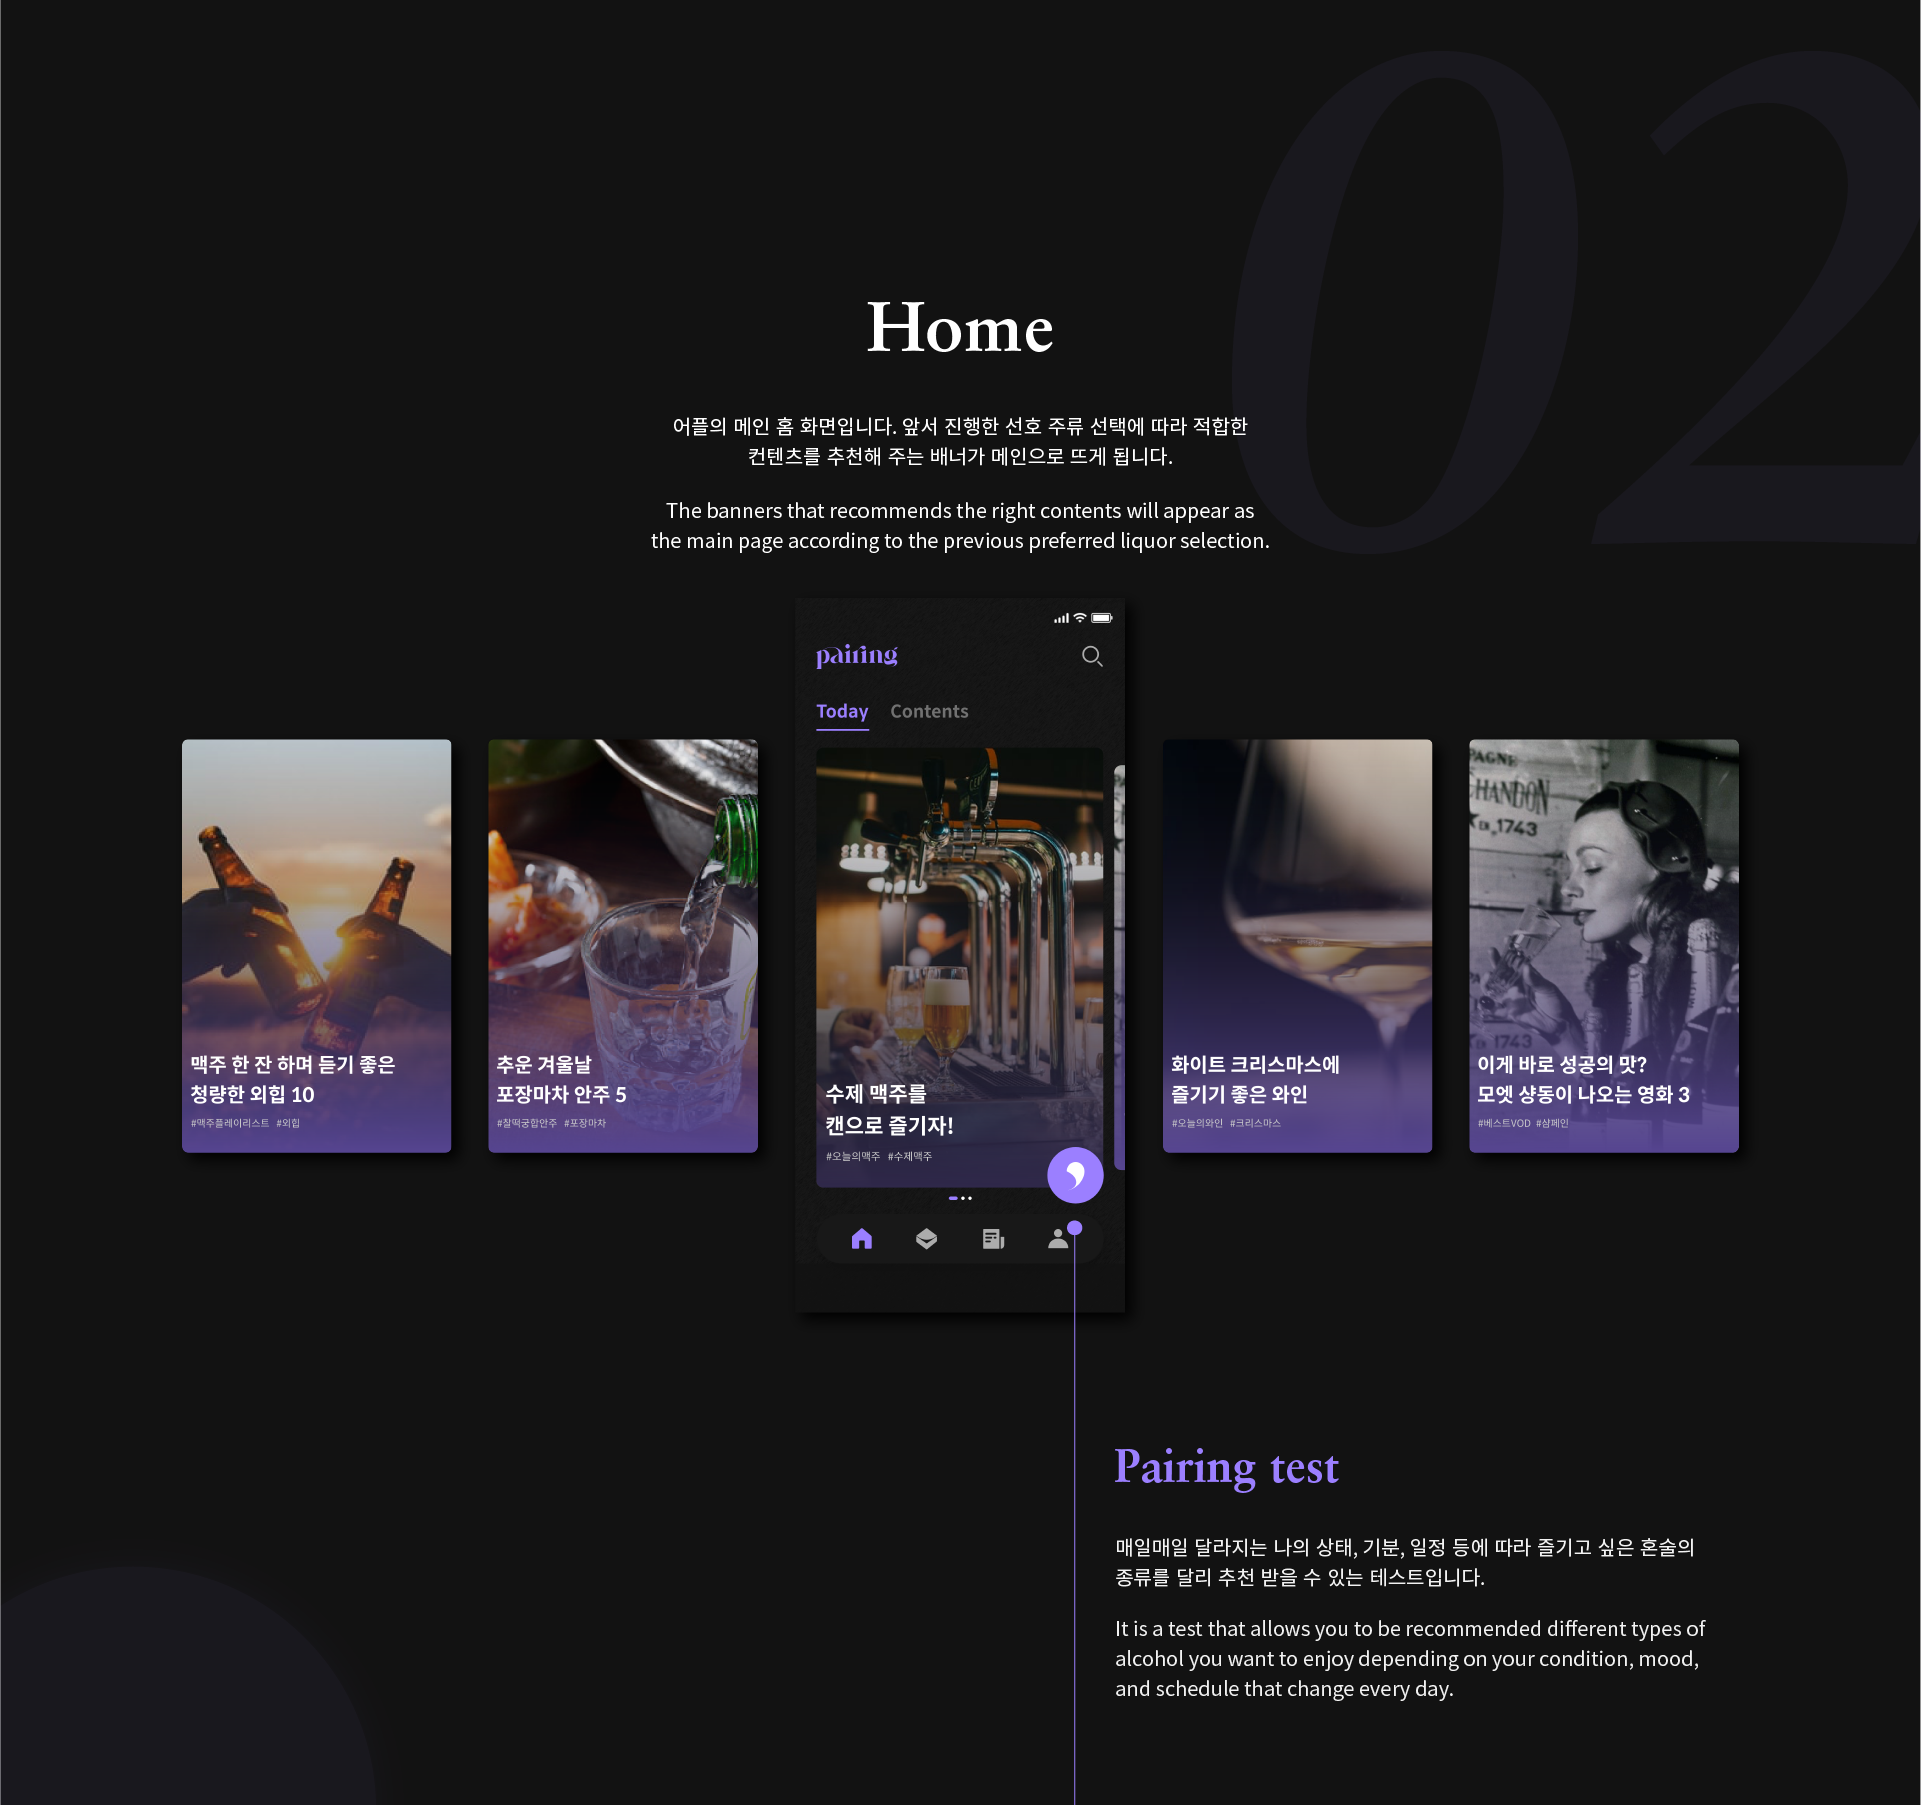 02
Home
어플의 메인 홈 화면입니다. 앞서 진행한 선호 주류 선택에 따라 적합한
컨텐츠를 추천해 주는 배너가 메인으로 뜨게 됩니다.
The banners that recommends the right contents will appear as
the main page according to the previous preferred liquor selection.
pairing
Today Contents
맥주 한 잔 하며 듣기 좋은
청량한 외힙 10
#맥주플레이리스트 #외힙
추운 겨울날
포장마차 안주 5
#찰떡궁합안주 #포장마차
수제 맥주를
캔으로 즐기자!
#오늘의맥주 #수제맥주
화이트 크리스마스에
즐기기 좋은 와인
#오늘의와인 #크리스마스
PAGNE
CHANDON
1743
이게 바로 성공의 맛?
모엣 샹동이 나오는 영화 3
#베스트VOD #샴페인
Pairing test
매일매일 달라지는 나의 상태, 기분, 일정 등에 따라 즐기고 싶은 혼술의
종류를 달리 추천 받을 수 있는 테스트입니다.
It is a test that allows you to be recommended different types of
alcohol you want to enjoy depending on your condition, mood,
and schedule that change every day.